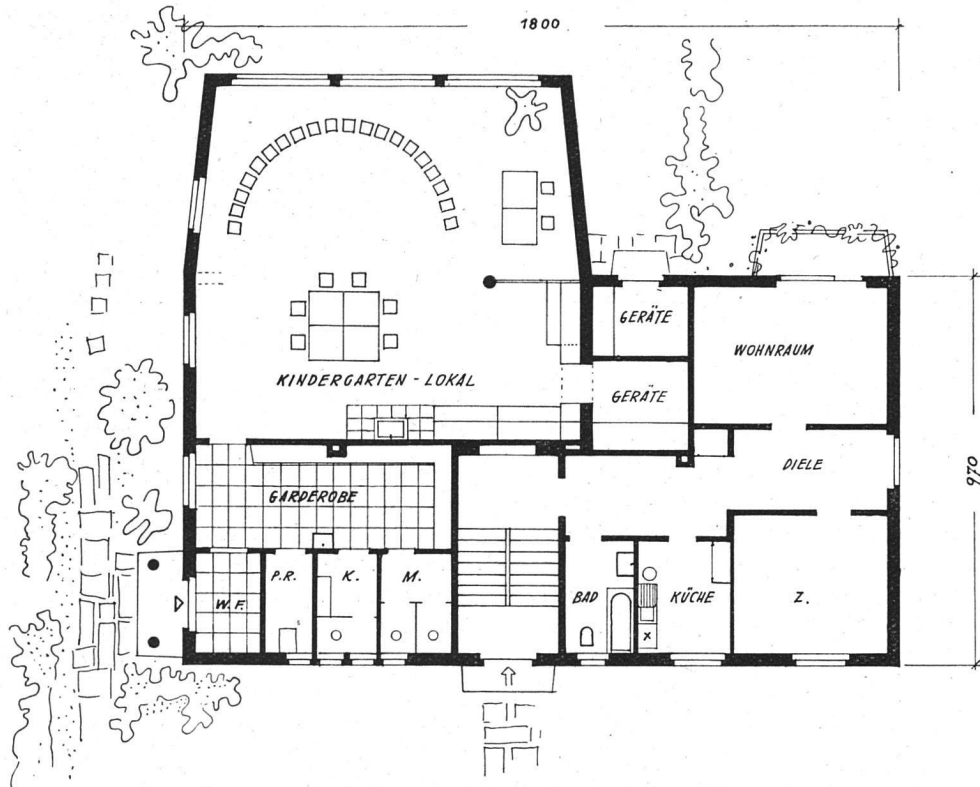 1800
GERÄTE
WOHNRAUM
KINDERGARTEN - LOKAL
GERÄTE
DIELE
970
GARDEROBE
P.R.
K.
M.
W.F.
BAD
KÜCHE
Z.
x